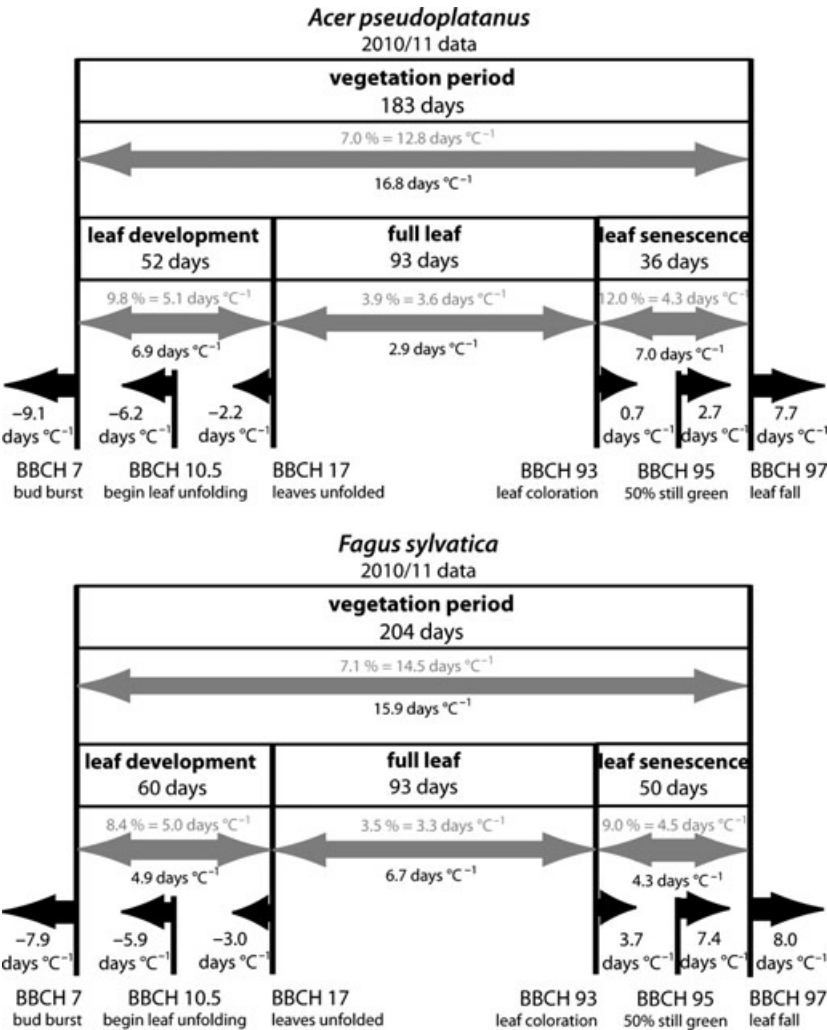 Acer pseudoplatanus
2010/11 data
vegetation period
183 days
7.0 % = 12.8 days °C⁻¹
16.8 days °C⁻¹
leaf development full leaf leaf senescence
52 days 93 days 36 days
9.8 % = 5.1 days °C⁻¹ 3.9 % = 3.6 days °C⁻¹ 12.0 % = 4.3 days °C⁻¹
6.9 days °C⁻¹ 2.9 days °C⁻¹ 7.0 days °C⁻¹
−9.1 −6.2 −2.2 0.7 2.7 7.7
days °C⁻¹ days °C⁻¹ days °C⁻¹ days °C⁻¹ days °C⁻¹ days °C⁻¹
BBCH 7 BBCH 10.5 BBCH 17 BBCH 93 BBCH 95 BBCH 97
bud burst begin leaf unfolding leaves unfolded leaf coloration 50% still green leaf fall
Fagus sylvatica
2010/11 data
vegetation period
204 days
7.1 % = 14.5 days °C⁻¹
15.9 days °C⁻¹
leaf development full leaf leaf senescence
60 days 93 days 50 days
8.4 % = 5.0 days °C⁻¹ 3.5 % = 3.3 days °C⁻¹ 9.0 % = 4.5 days °C⁻¹
4.9 days °C⁻¹ 6.7 days °C⁻¹ 4.3 days °C⁻¹
−7.9 −5.9 −3.0 3.7 7.4 8.0
days °C⁻¹ days °C⁻¹ days °C⁻¹ days °C⁻¹ days °C⁻¹ days °C⁻¹
BBCH 7 BBCH 10.5 BBCH 17 BBCH 93 BBCH 95 BBCH 97
bud burst begin leaf unfolding leaves unfolded leaf coloration 50% still green leaf fall